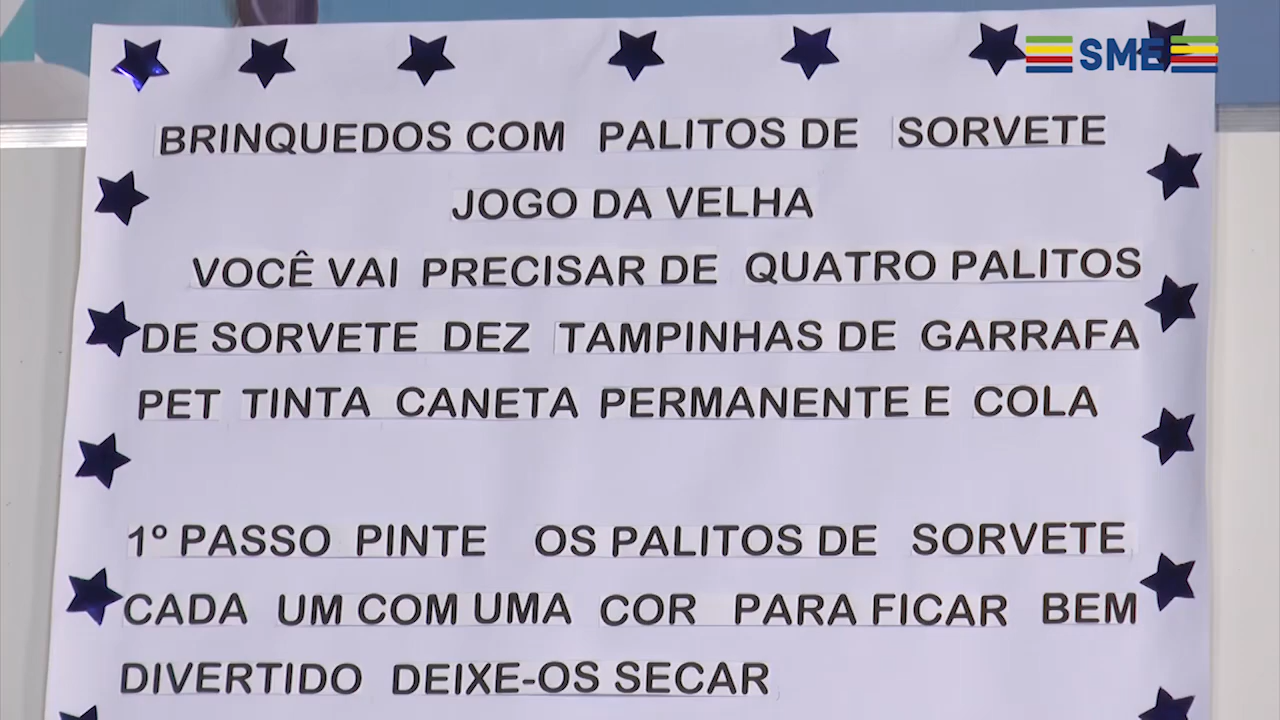 SME
BRINQUEDOS COM PALITOS DE SORVETE
JOGO DA VELHA
VOCÊ VAI PRECISAR DE QUATRO PALITOS
DE SORVETE DEZ TAMPINHAS DE GARRAFA
PET TINTA CANETA PERMANENTE E COLA
1º PASSO PINTE OS PALITOS DE SORVETE
CADA UM COM UMA COR PARA FICAR BEM
DIVERTIDO DEIXE-OS SECAR